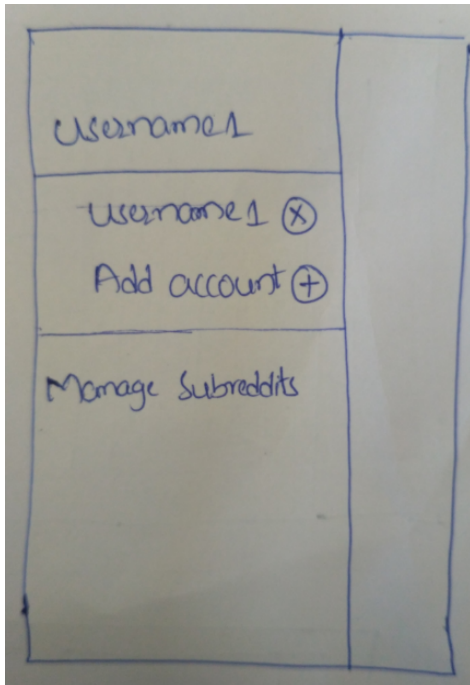 Username1
Username1 ⓧ
Add account ⊕
Manage Subreddits